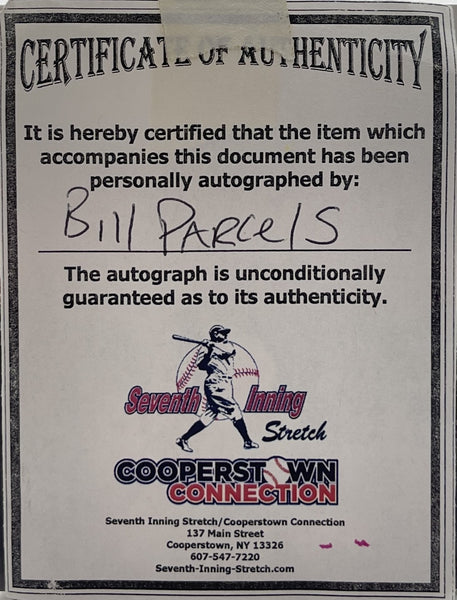 CERTIFICATE OF AUTHENTICITY
It is hereby certified that the item which
accompanies this document has been
personally autographed by:
Bill PARCelS
The autograph is unconditionally
guaranteed as to its authenticity.
Seventh Inning
Stretch
COOPERSTOWN
CONNECTION
Seventh Inning Stretch/Cooperstown Connection
137 Main Street
Cooperstown, NY 13326
607-547-7220
Seventh-Inning-Stretch.com